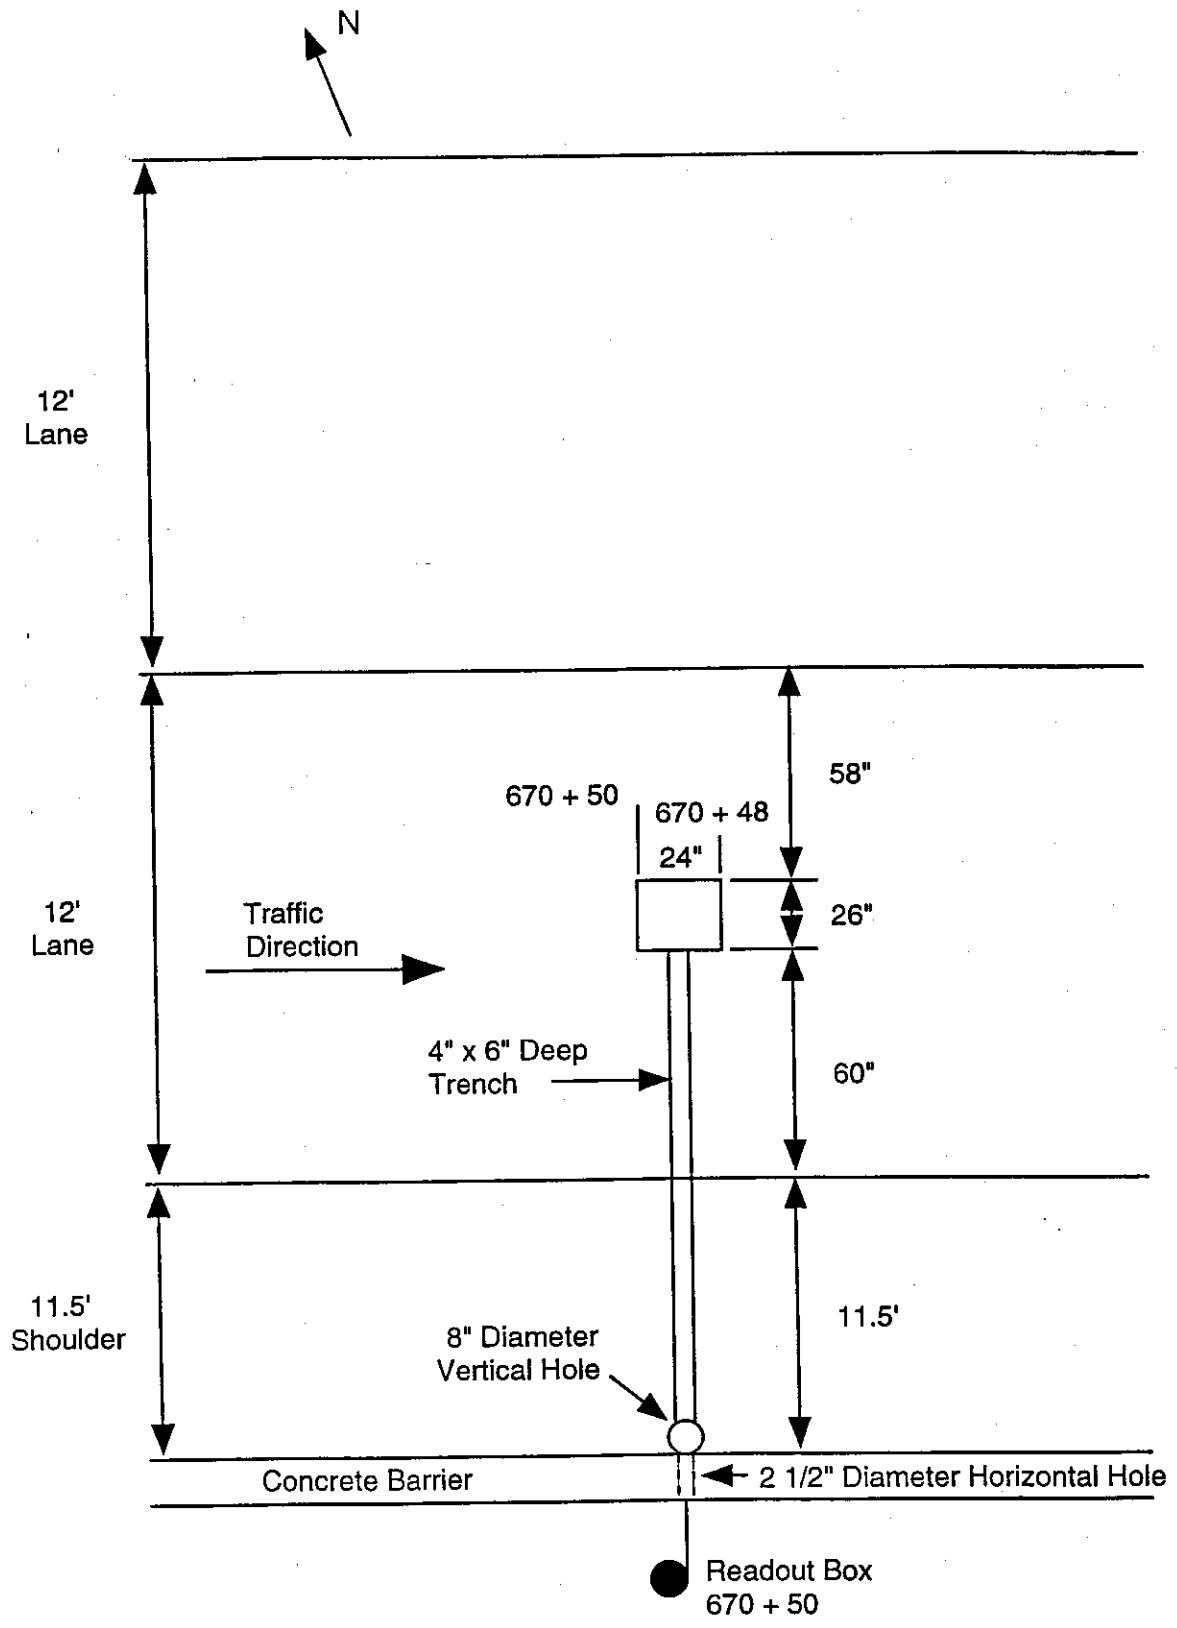 N
12'
Lane
58"
670 + 50
670 + 48
24"
12'
Lane
Traffic
Direction
26"
4" x 6" Deep
Trench
60"
11.5'
Shoulder
8" Diameter
Vertical Hole
11.5'
Concrete Barrier
2 1/2" Diameter Horizontal Hole
Readout Box
670 + 50